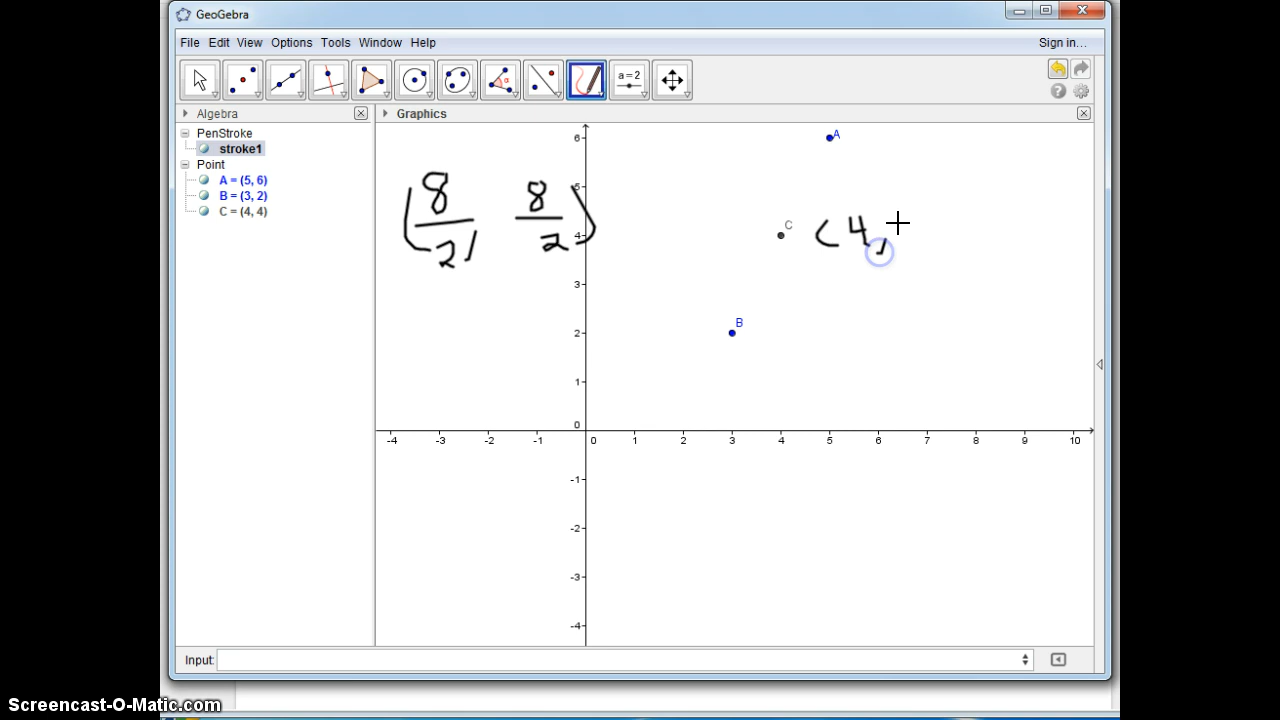 GeoGebra
File Edit View Options Tools Window Help Sign in...
a = 2
Algebra
Graphics
PenStroke
stroke1
Point
A = (5, 6)
B = (3, 2)
C = (4, 4)
6
A
(8/2, 8/2)
5
4
C
(4,
3
B
2
1
0
-4 -3 -2 -1 0 1 2 3 4 5 6 7 8 9 10
-1
-2
-3
-4
Input:
Screencast-O-Matic.com